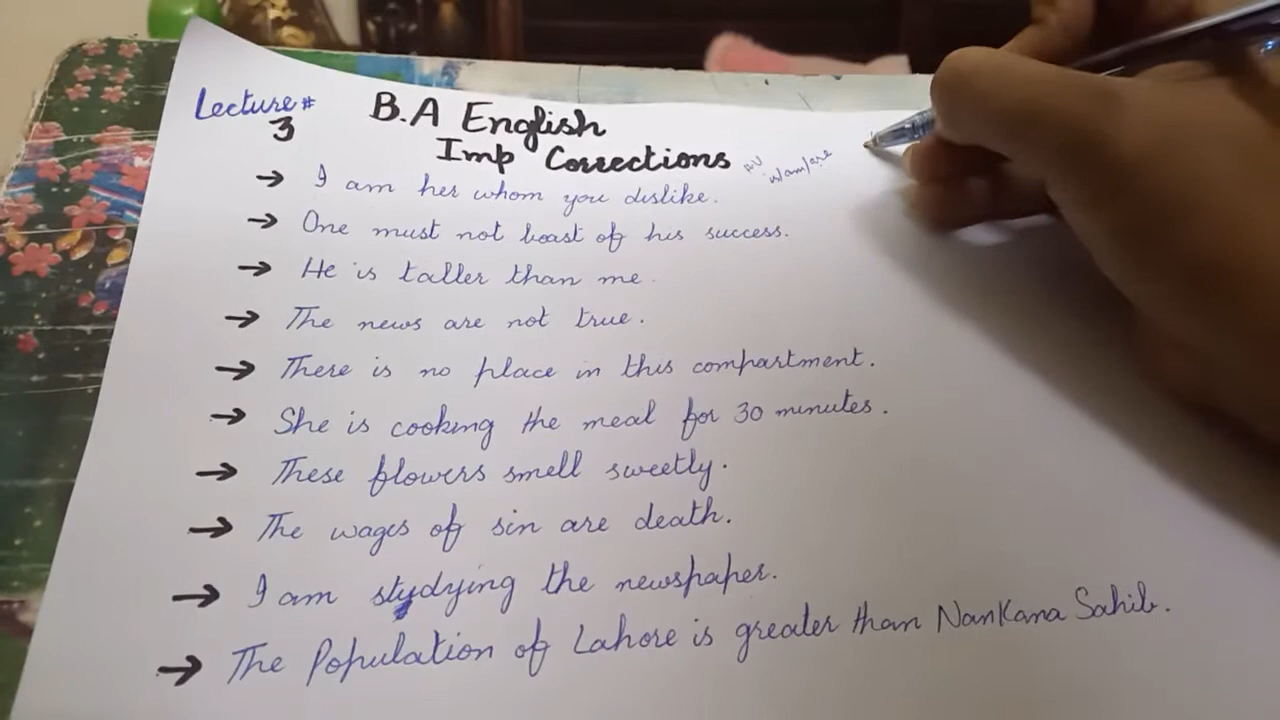 Lecture # B.A English
3 Imp Corrections
→ I am her whom you dislike.
is/am/are
→ One must not boast of his success.
→ He is taller than me.
→ The news are not true.
→ There is no place in this compartment.
→ She is cooking the meal for 30 minutes.
→ These flowers smell sweetly.
→ The wages of sin are death.
→ I am studying the newspaper.
→ The Population of Lahore is greater than Nankana Sahib.